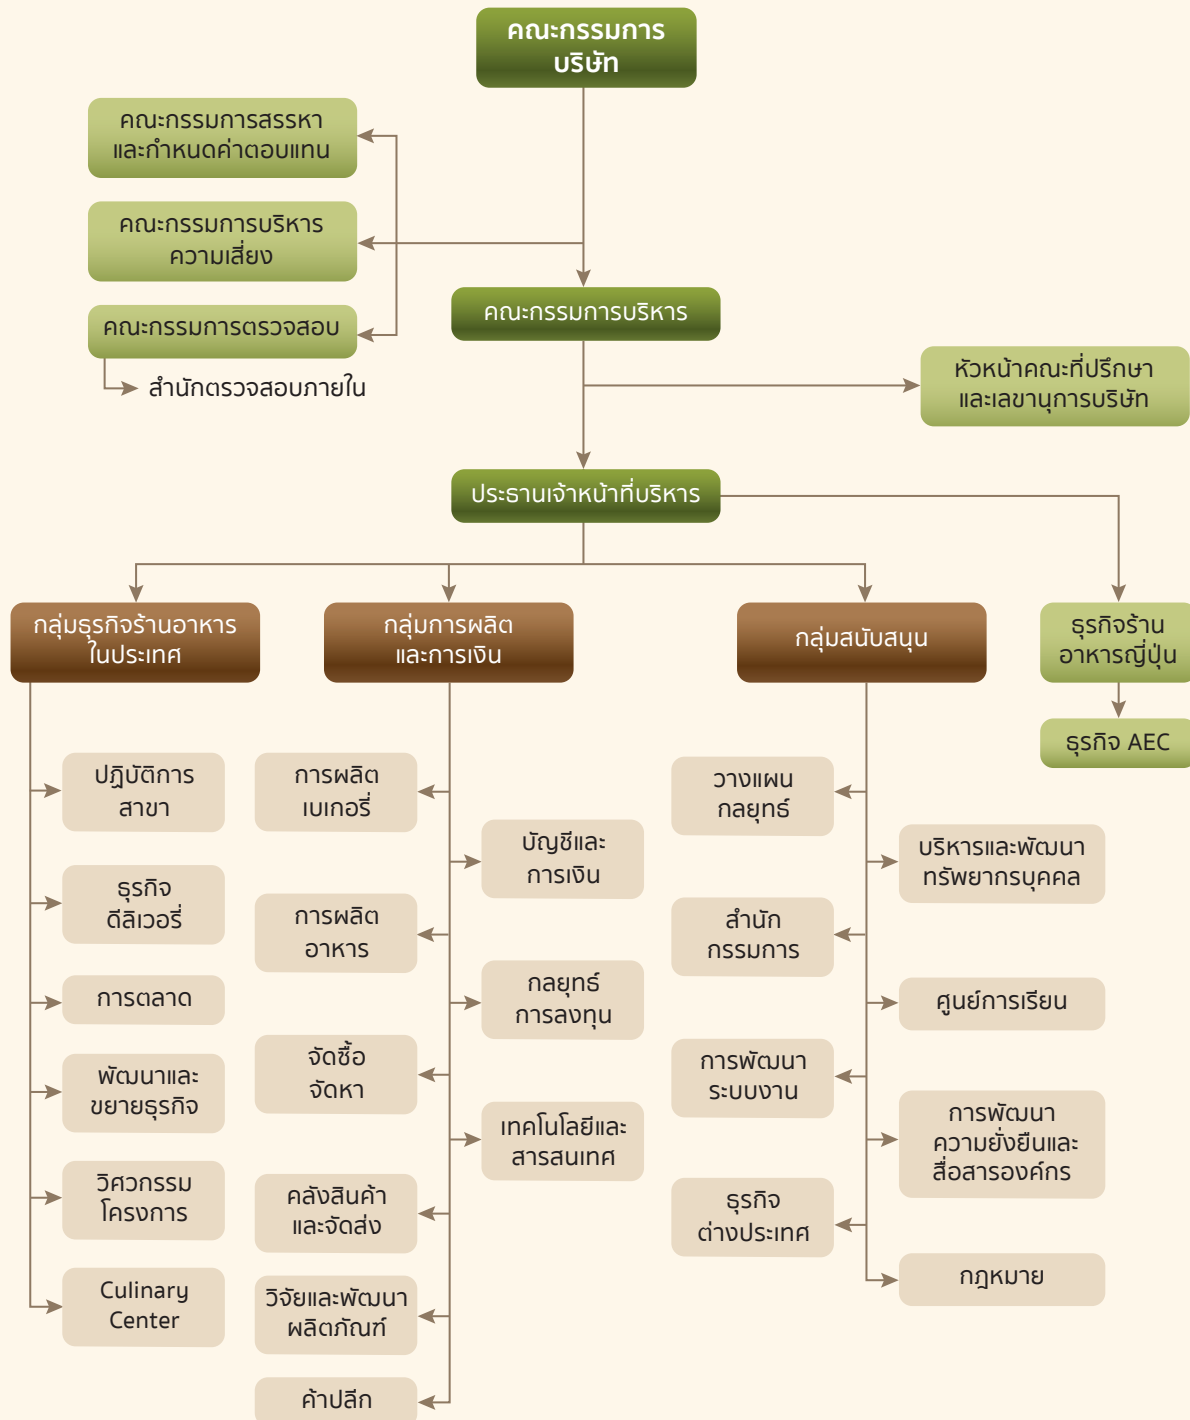 คณะกรรมการ
บริษัท
คณะกรรมการสรรหา
และกำหนดค่าตอบแทน
คณะกรรมการบริหาร
ความเสี่ยง
คณะกรรมการตรวจสอบ
สำนักตรวจสอบภายใน
คณะกรรมการบริหาร
หัวหน้าคณะที่ปรึกษา
และเลขานุการบริษัท
ประธานเจ้าหน้าที่บริหาร
กลุ่มธุรกิจร้านอาหาร
ในประเทศ
ปฏิบัติการ
สาขา
ธุรกิจ
ดีลิเวอรี่
การตลาด
พัฒนาและ
ขยายธุรกิจ
วิศวกรรม
โครงการ
Culinary
Center
กลุ่มการผลิต
และการเงิน
การผลิต
เบเกอรี่
บัญชีและ
การเงิน
การผลิต
อาหาร
กลยุทธ์
การลงทุน
จัดซื้อ
จัดหา
เทคโนโลยีและ
สารสนเทศ
คลังสินค้า
และจัดส่ง
วิจัยและพัฒนา
ผลิตภัณฑ์
ค้าปลีก
กลุ่มสนับสนุน
วางแผน
กลยุทธ์
บริหารและพัฒนา
ทรัพยากรบุคคล
สำนัก
กรรมการ
ศูนย์การเรียน
การพัฒนา
ระบบงาน
การพัฒนา
ความยั่งยืนและ
สื่อสารองค์กร
ธุรกิจ
ต่างประเทศ
กฎหมาย
ธุรกิจร้าน
อาหารญี่ปุ่น
ธุรกิจ AEC